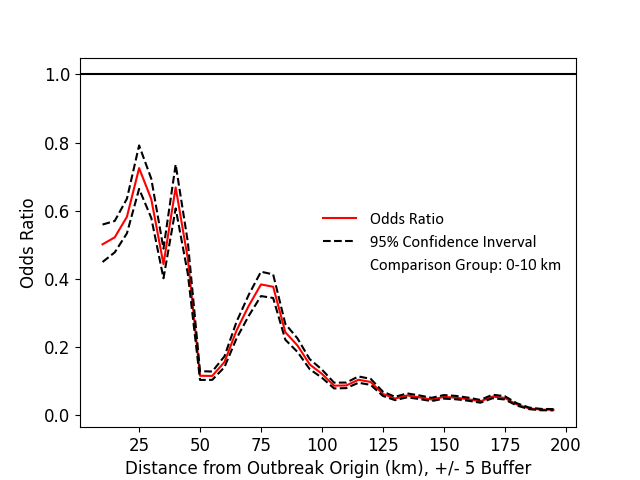 1.0
0.8
0.6
0.4
0.2
0.0
Odds Ratio
Odds Ratio
95% Confidence Inverval
Comparison Group: 0-10 km
25 50 75 100 125 150 175 200
Distance from Outbreak Origin (km), +/- 5 Buffer